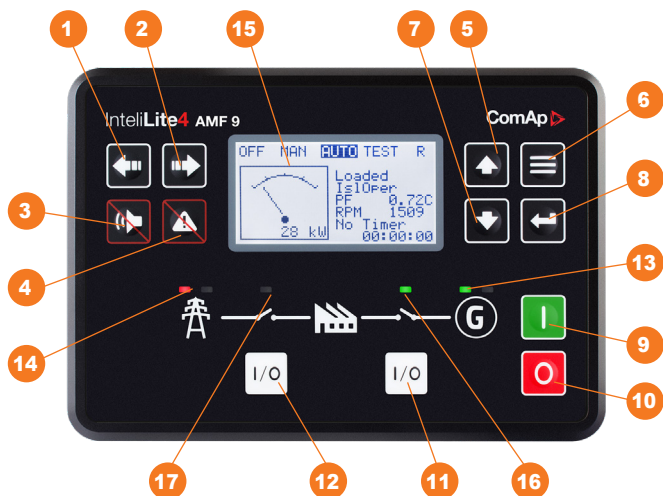 1
2
15
7
5
6
InteliLite4 AMF 9
ComAp
8
OFF MAN AUTO TEST R
Loaded
IslOper
PF 0.72C
RPM 1509
No Timer
28 kW 00:00:00
3
4
13
14
G
I
9
I/O
I/O
O
10
17
12
11
16